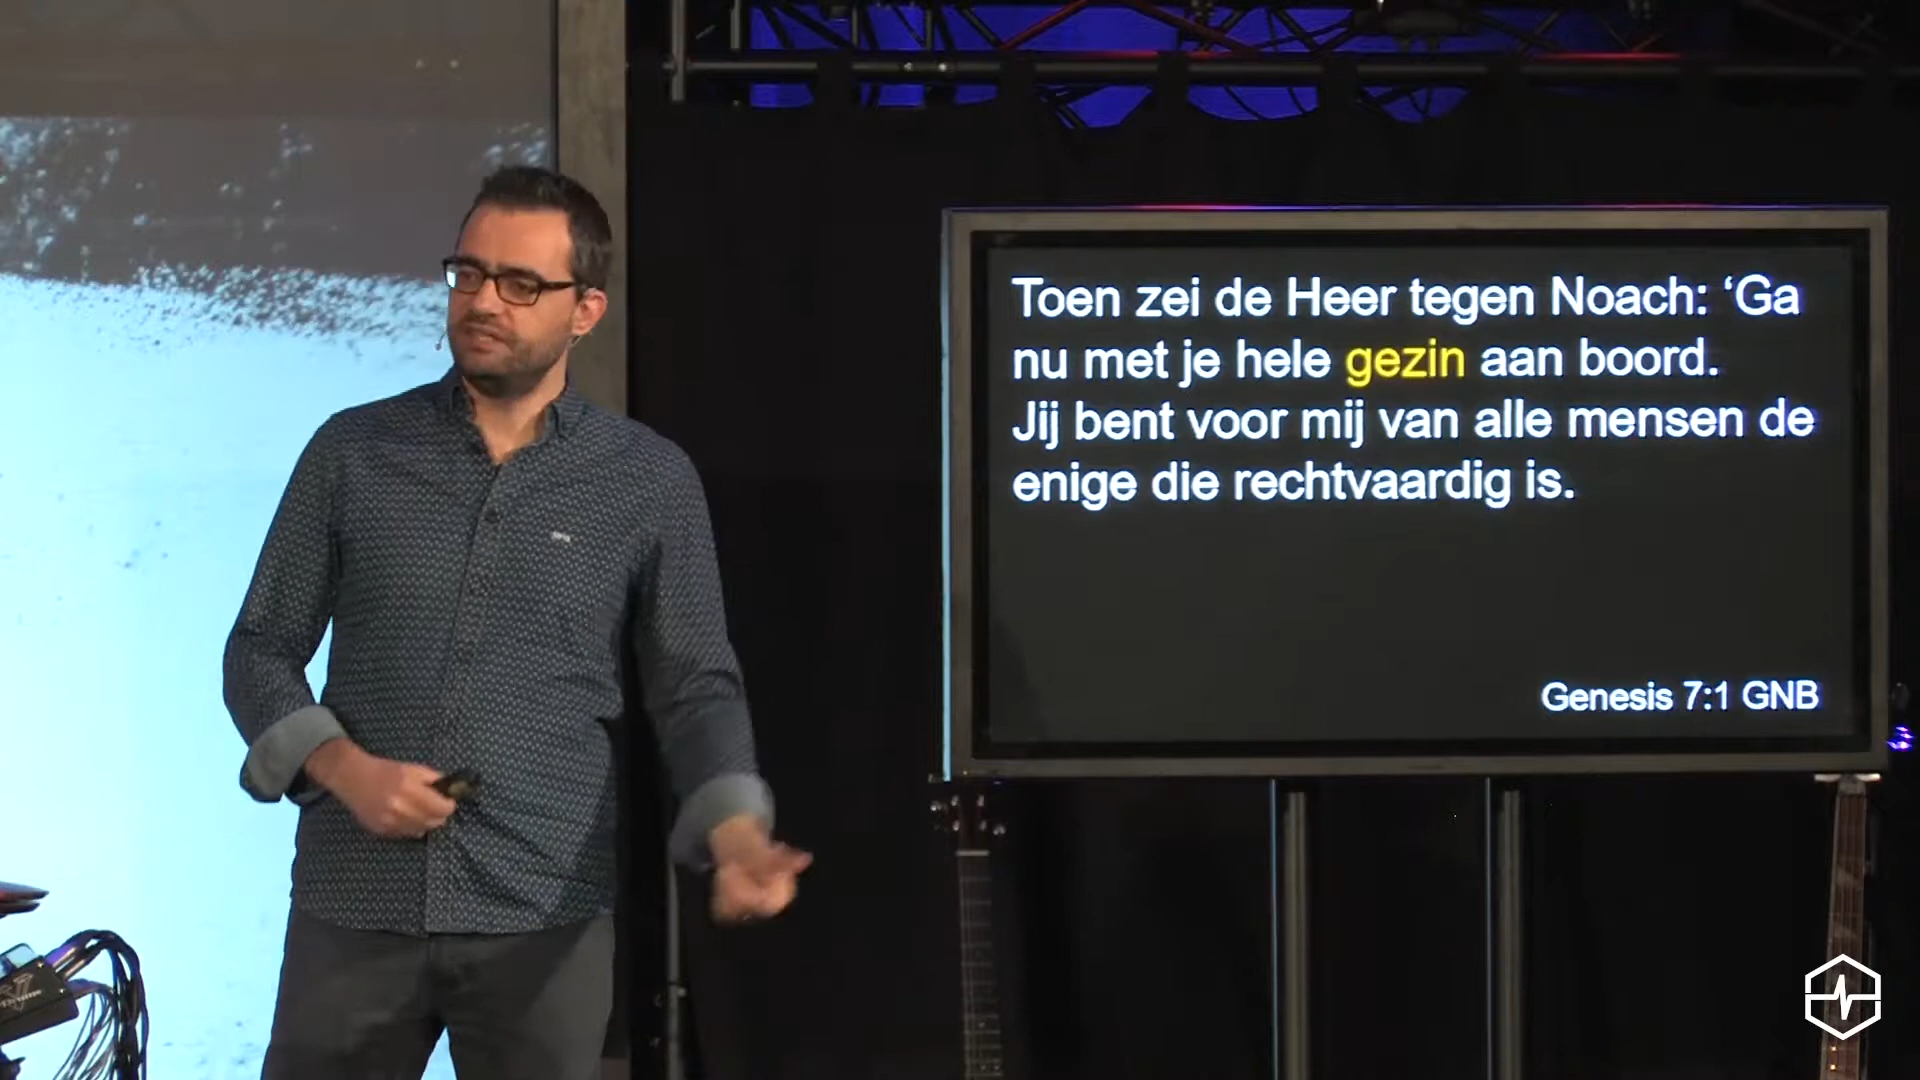 Toen zei de Heer tegen Noach: ‘Ga
nu met je hele gezin aan boord.
Jij bent voor mij van alle mensen de
enige die rechtvaardig is.
Genesis 7:1 GNB